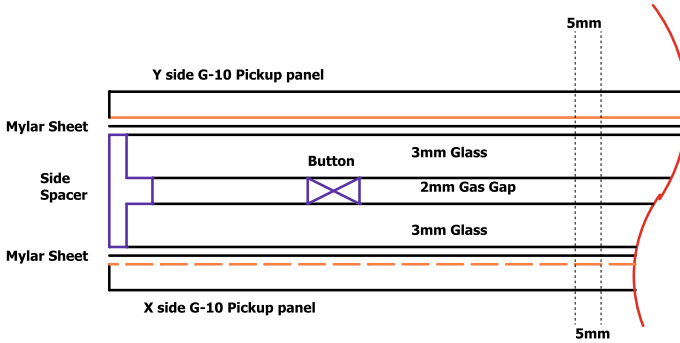 5mm
Y side G-10 Pickup panel
Mylar Sheet
3mm Glass
Button
Side
Spacer
2mm Gas Gap
3mm Glass
Mylar Sheet
X side G-10 Pickup panel
5mm